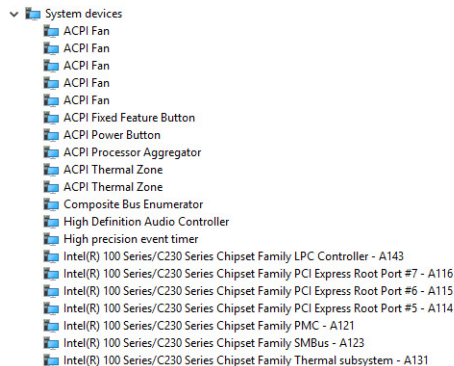 System devices
ACPI Fan
ACPI Fan
ACPI Fan
ACPI Fan
ACPI Fan
ACPI Fixed Feature Button
ACPI Power Button
ACPI Processor Aggregator
ACPI Thermal Zone
ACPI Thermal Zone
Composite Bus Enumerator
High Definition Audio Controller
High precision event timer
Intel(R) 100 Series/C230 Series Chipset Family LPC Controller - A143
Intel(R) 100 Series/C230 Series Chipset Family PCI Express Root Port #7 - A116
Intel(R) 100 Series/C230 Series Chipset Family PCI Express Root Port #6 - A115
Intel(R) 100 Series/C230 Series Chipset Family PCI Express Root Port #5 - A114
Intel(R) 100 Series/C230 Series Chipset Family PMC - A121
Intel(R) 100 Series/C230 Series Chipset Family SMBus - A123
Intel(R) 100 Series/C230 Series Chipset Family Thermal subsystem - A131